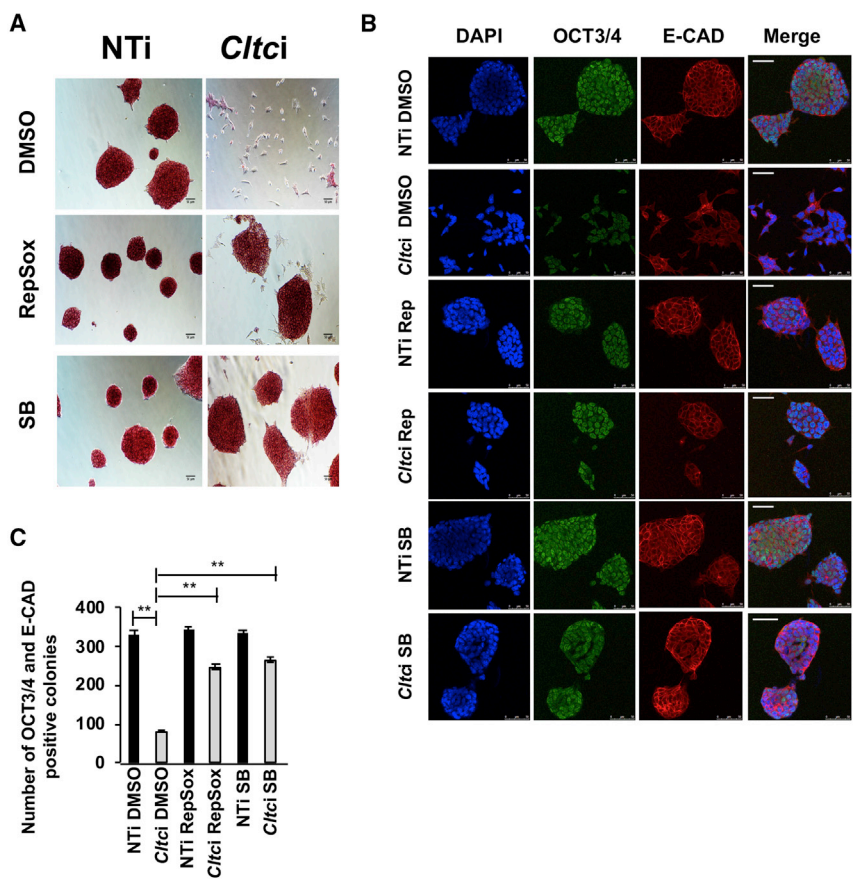 A
NTi Cltci
DMSO
RepSox
SB
B
DAPI OCT3/4 E-CAD Merge
NTi DMSO
Cltci DMSO
NTi Rep
Cltci Rep
NTi SB
Cltci SB
C
**
**
**
Number of OCT3/4 and E-CAD
positive colonies
400
300
200
100
0
NTi DMSO
Cltci DMSO
NTi RepSox
Cltci RepSox
NTi SB
Cltci SB